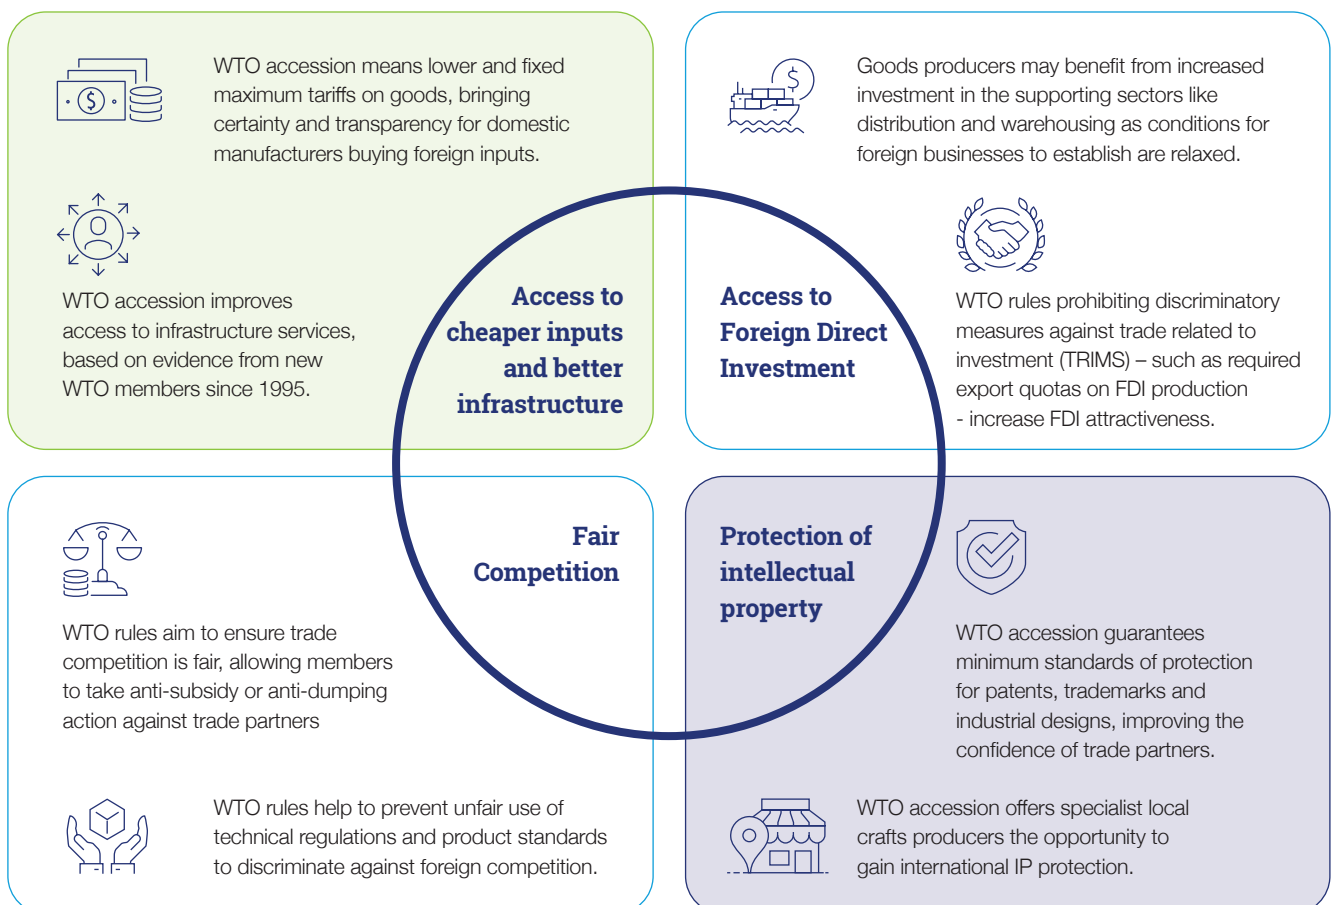 WTO accession means lower and fixed
maximum tariffs on goods, bringing
certainty and transparency for domestic
manufacturers buying foreign inputs.
WTO accession improves
access to infrastructure services,
based on evidence from new
WTO members since 1995.
Access to
cheaper inputs
and better
infrastructure
Goods producers may benefit from increased
investment in the supporting sectors like
distribution and warehousing as conditions for
foreign businesses to establish are relaxed.
Access to
Foreign Direct
Investment
WTO rules prohibiting discriminatory
measures against trade related to
investment (TRIMS) – such as required
export quotas on FDI production
- increase FDI attractiveness.
Fair
Competition
WTO rules aim to ensure trade
competition is fair, allowing members
to take anti-subsidy or anti-dumping
action against trade partners
WTO rules help to prevent unfair use of
technical regulations and product standards
to discriminate against foreign competition.
Protection of
intellectual
property
WTO accession guarantees
minimum standards of protection
for patents, trademarks and
industrial designs, improving the
confidence of trade partners.
WTO accession offers specialist local
crafts producers the opportunity to
gain international IP protection.